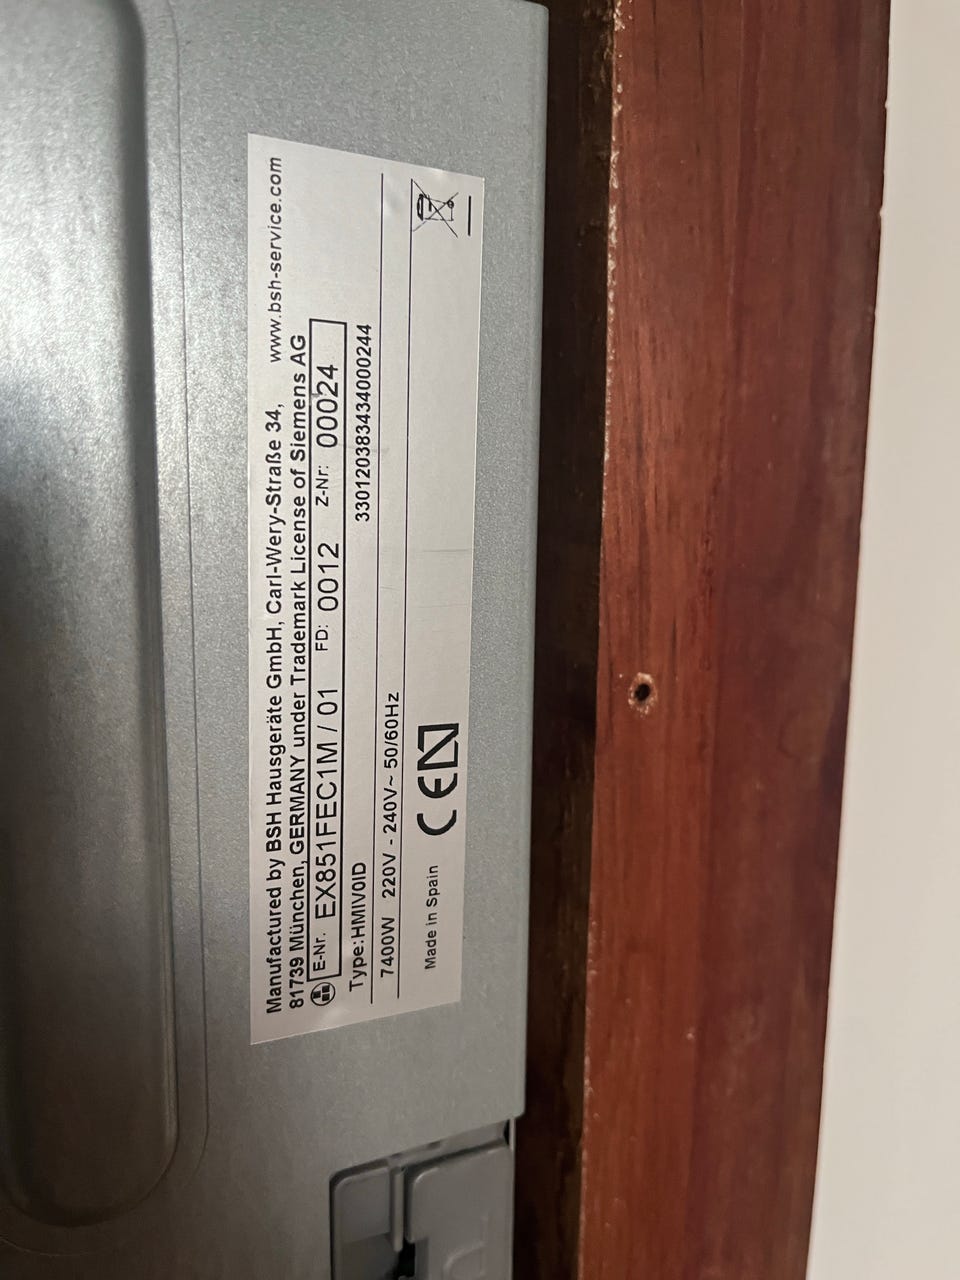 Manufactured by BSH Hausgeräte GmbH, Carl-Wery-Straße 34, www.bsh-service.com
81739 München, GERMANY under Trademark License of Siemens AG
E-Nr. EX851FEC1M / 01 FD: 0012 Z-Nr: 00024
Type:HMIV0ID 330120383434000244
7400W 220V - 240V~ 50/60Hz
Made in Spain CE